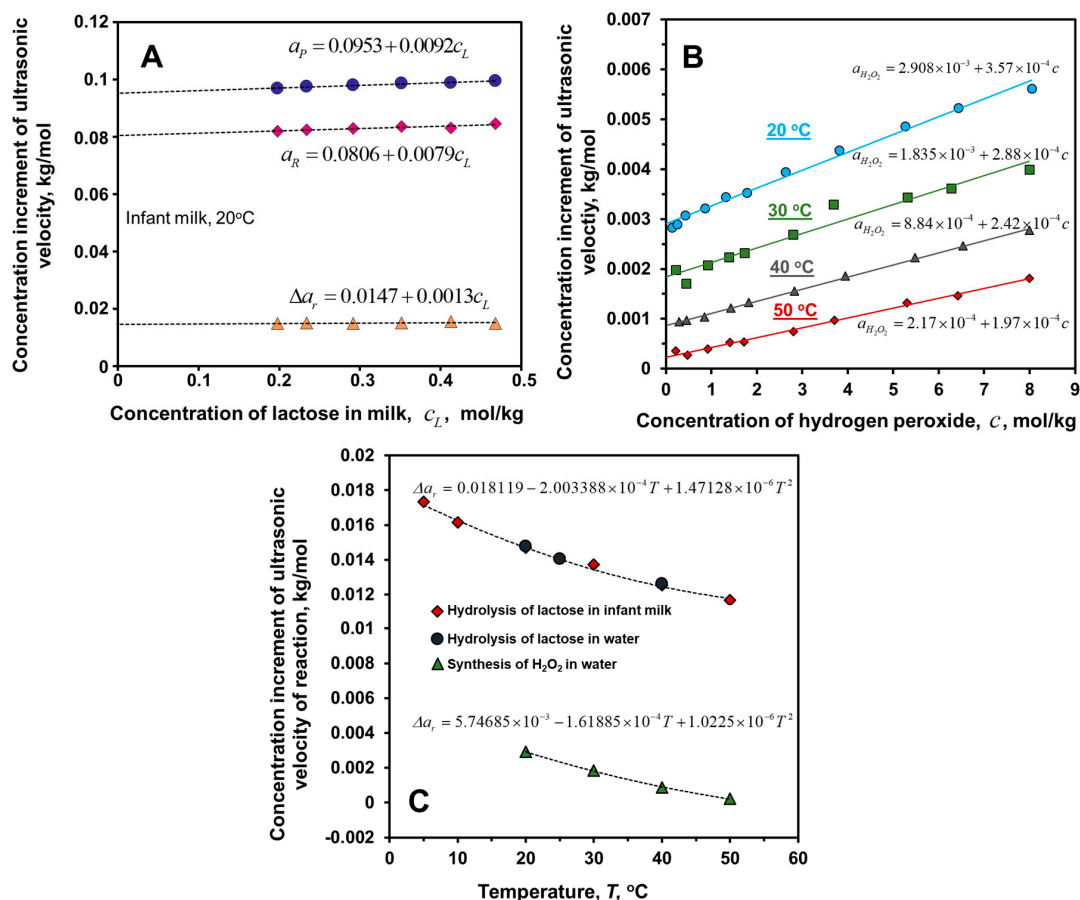 Concentration increment of ultrasonic
velocity, kg/mol
0.12
0.1
0.08
0.06
0.04
0.02
0
A
a_P = 0.0953+0.0092c_L
a_R = 0.0806+0.0079c_L
Infant milk, 20°C
Δa_r = 0.0147+0.0013c_L
0
0.1
0.2
0.3
0.4
0.5
Concentration of lactose in milk, c_L, mol/kg
Concentration increment of ultrasonic
veloctiy, kg/mol
0.007
0.006
0.005
0.004
0.003
0.002
0.001
0
B
a_{H₂O₂} = 2.908×10⁻³ + 3.57×10⁻⁴ c
20 °C
a_{H₂O₂} = 1.835×10⁻³ + 2.88×10⁻⁴ c
30 °C
a_{H₂O₂} = 8.84×10⁻⁴ + 2.42×10⁻⁴ c
40 °C
50 °C
a_{H₂O₂} = 2.17×10⁻⁴ + 1.97×10⁻⁴ c
0
1
2
3
4
5
6
7
8
9
Concentration of hydrogen peroxide, c, mol/kg
Concentration increment of ultrasonic
velocity of reaction, kg/mol
0.02
0.018
0.016
0.014
0.012
0.01
0.008
0.006
0.004
0.002
0
-0.002
Δa_r = 0.018119 − 2.003388×10⁻⁴ T + 1.47128×10⁻⁶ T²
Hydrolysis of lactose in infant milk
Hydrolysis of lactose in water
Synthesis of H₂O₂ in water
Δa_r = 5.74685×10⁻³ − 1.61885×10⁻⁴ T + 1.0225×10⁻⁶ T²
C
0
10
20
30
40
50
60
Temperature, T, °C